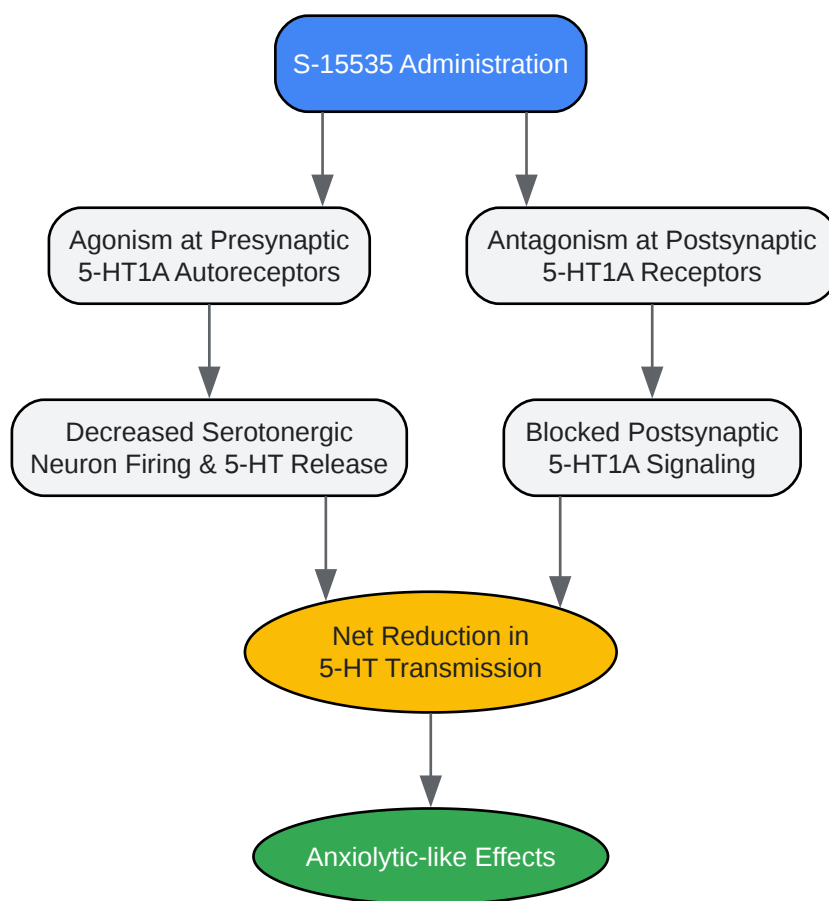 S-15535 Administration
Agonism at Presynaptic
5-HT1A Autoreceptors
Antagonism at Postsynaptic
5-HT1A Receptors
Decreased Serotonergic
Neuron Firing & 5-HT Release
Blocked Postsynaptic
5-HT1A Signaling
Net Reduction in
5-HT Transmission
Anxiolytic-like Effects